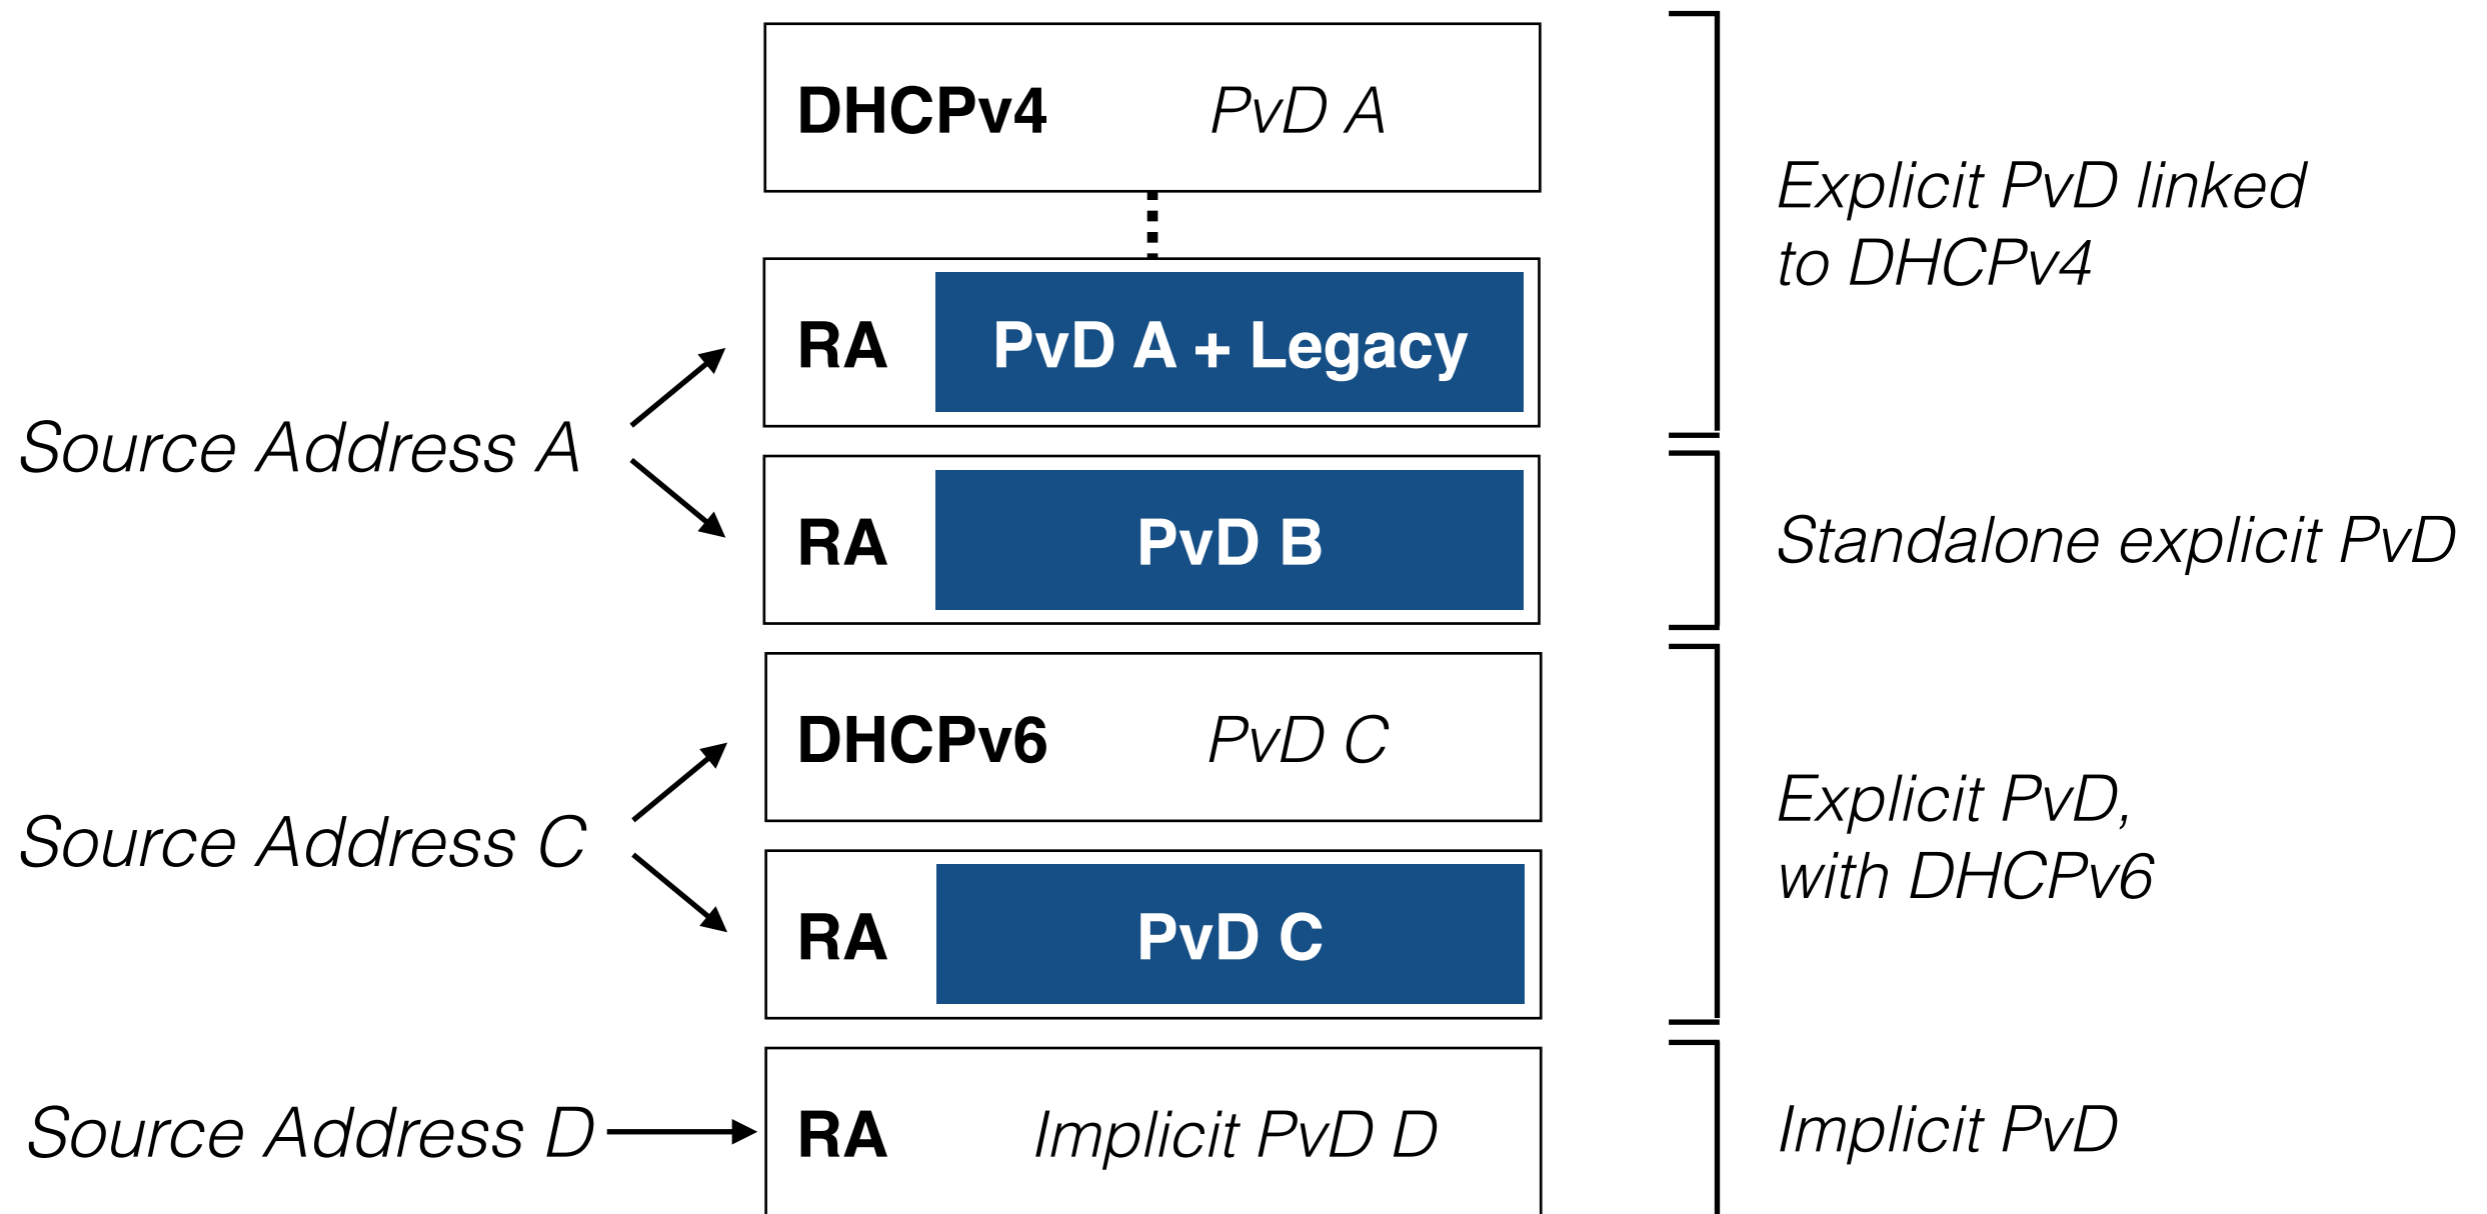 DHCPv4 PvD A
Explicit PvD linked
to DHCPv4
RA PvD A + Legacy
Source Address A
RA PvD B
Standalone explicit PvD
DHCPv6 PvD C
Source Address C
Explicit PvD,
with DHCPv6
RA PvD C
Source Address D
RA Implicit PvD D
Implicit PvD